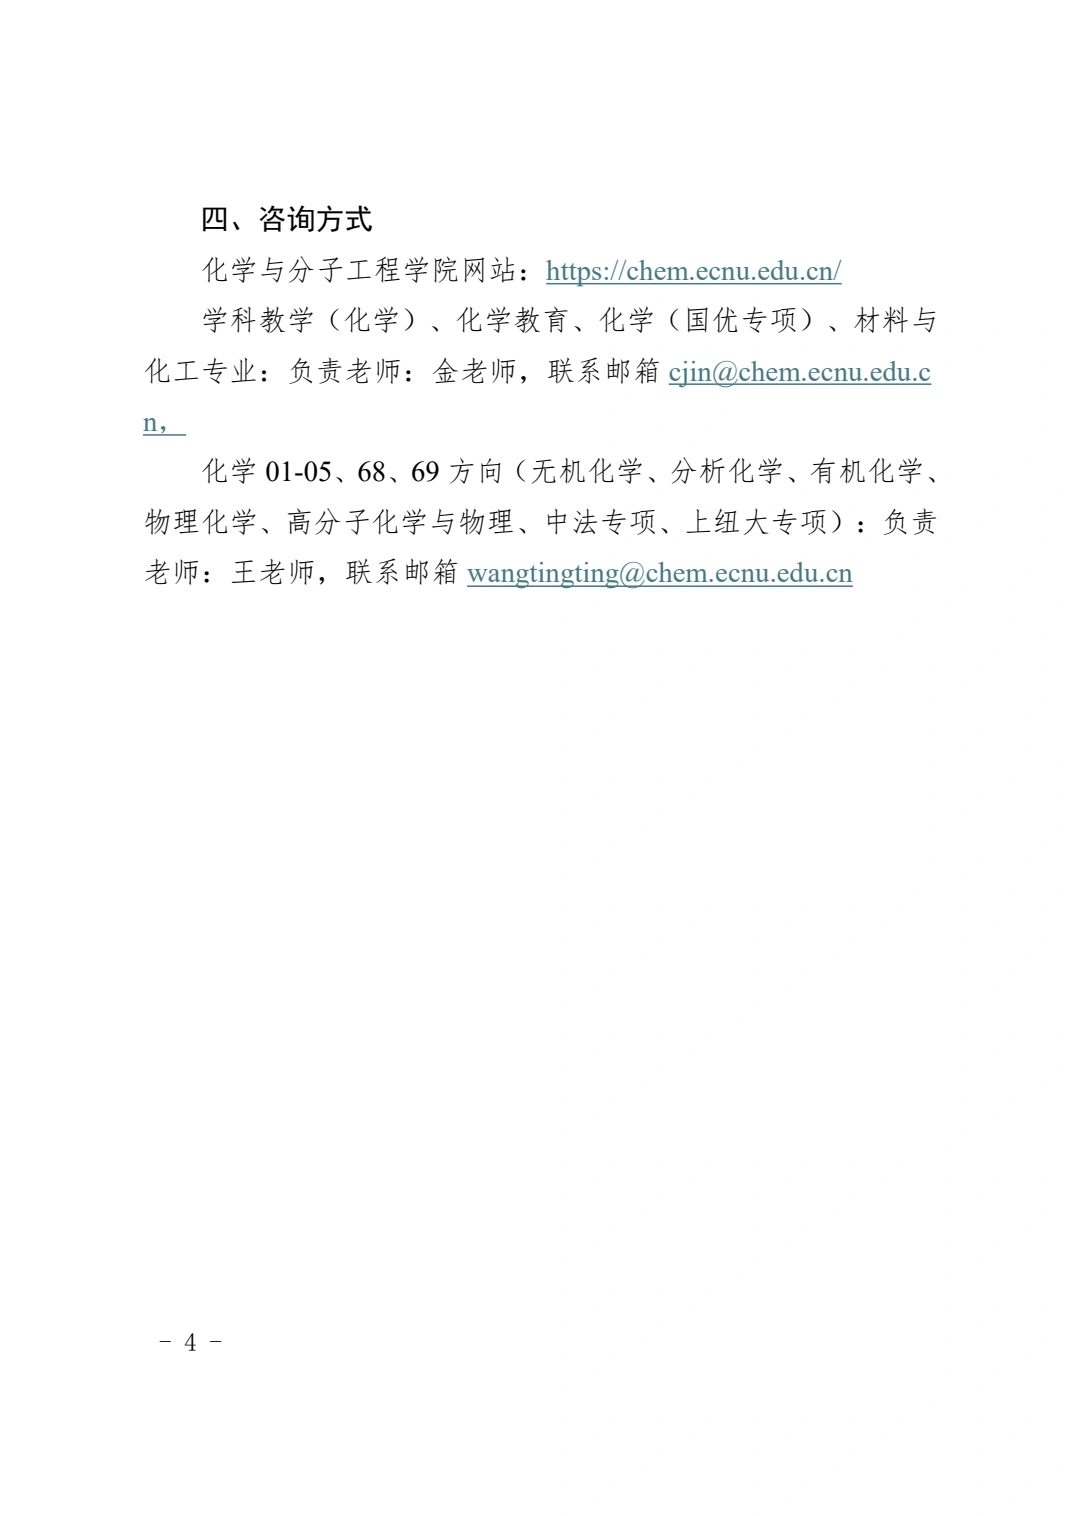 四、咨询方式
化学与分子工程学院网站：https://chem.ecnu.edu.cn/
学科教学（化学）、化学教育、化学（国优专项）、材料与
化工专业：负责老师：金老师，联系邮箱 cjin@chem.ecnu.edu.c
n，
化学 01-05、68、69 方向（无机化学、分析化学、有机化学、
物理化学、高分子化学与物理、中法专项、上纽大专项）：负责
老师：王老师，联系邮箱 wangtingting@chem.ecnu.edu.cn
- 4 -